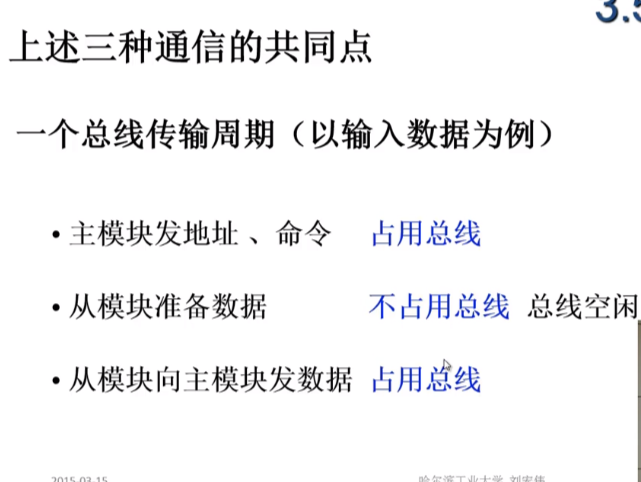 3.5
上述三种通信的共同点
一个总线传输周期（以输入数据为例）
• 主模块发地址 、命令 占用总线
• 从模块准备数据 不占用总线 总线空闲
• 从模块向主模块发数据 占用总线
2015-03-15 哈尔滨工业大学 刘宏伟